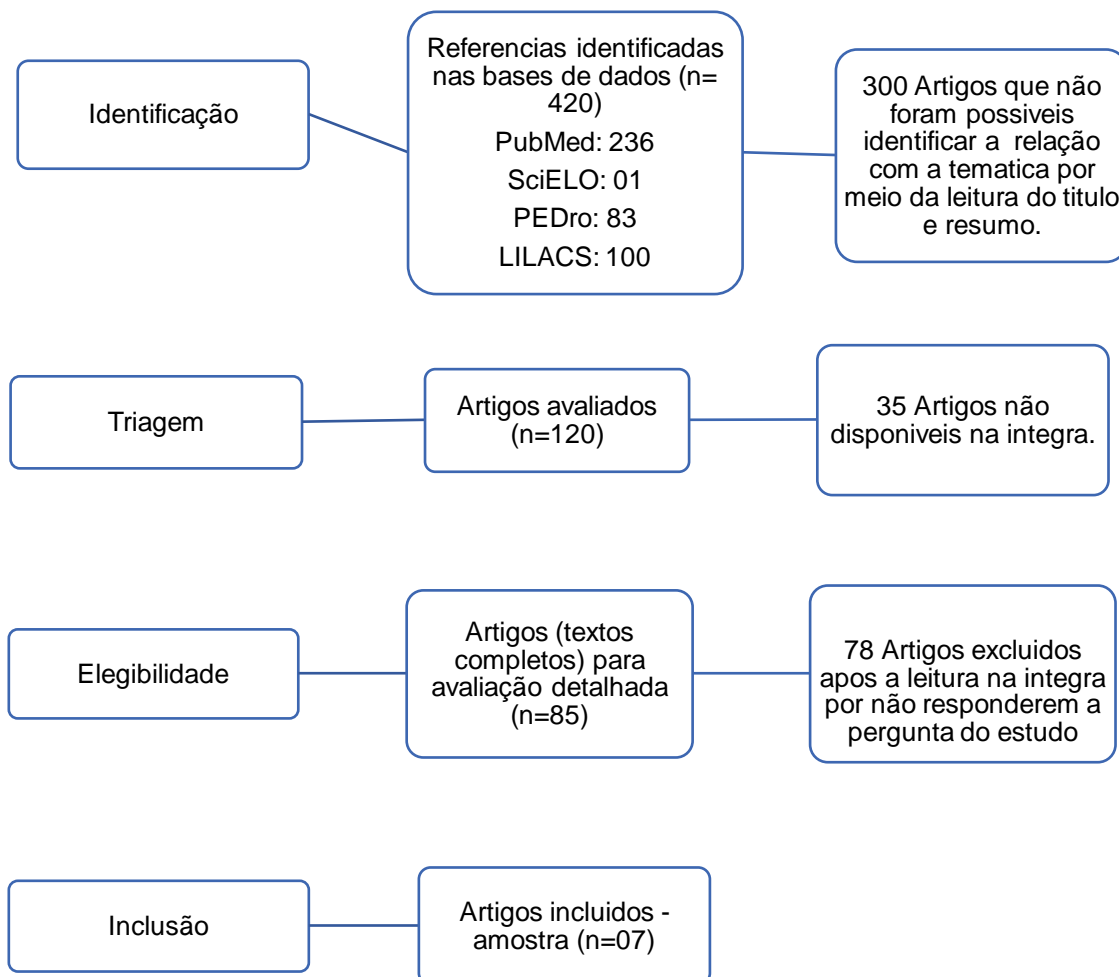 Identificação
Referencias identificadas
nas bases de dados (n=
420)
PubMed: 236
SciELO: 01
PEDro: 83
LILACS: 100
300 Artigos que não
foram possiveis
identificar a relação
com a tematica por
meio da leitura do titulo
e resumo.
Triagem
Artigos avaliados
(n=120)
35 Artigos não
disponiveis na integra.
Elegibilidade
Artigos (textos
completos) para
avaliação detalhada
(n=85)
78 Artigos excluidos
apos a leitura na integra
por não responderem a
pergunta do estudo
Inclusão
Artigos incluidos -
amostra (n=07)